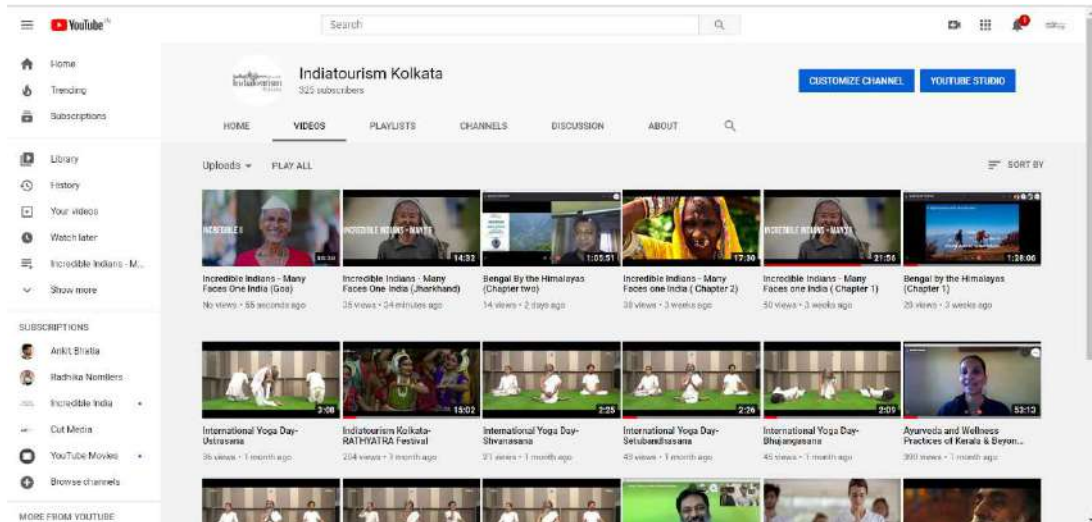 YouTube IN
Search
1
Home
Trending
Subscriptions
Library
History
Your videos
Watch later
Incredible Indians - M...
Show more
SUBSCRIPTIONS
Ankit Bhatia
Incredible India
Cut Media
YouTube Movies
Browse channels
MORE FROM YOUTUBE
Indiatourism Kolkata
325 subscribers
CUSTOMIZE CHANNEL
YOUTUBE STUDIO
HOME VIDEOS PLAYLISTS CHANNELS DISCUSSION ABOUT
Uploads PLAY ALL
SORT BY
INCREDIBLE I
Incredible Indians - Many
Faces One India (Goa)
No views • 55 seconds ago
14:32
Incredible Indians - Many
Faces One India (Jharkhand)
35 views • 34 minutes ago
1:05:51
Bengal By the Himalayas
(Chapter two)
14 views • 2 days ago
17:30
Incredible Indians - Many
Faces one India ( Chapter 2)
38 views • 3 weeks ago
21:56
Incredible Indians - Many
Faces one India ( Chapter 1)
50 views • 3 weeks ago
1:28:06
Bengal by the Himalayas
(Chapter 1)
3 weeks ago
3:08
International Yoga Day-
Ustrasana
36 views • 1 month ago
15:02
Indiatourism Kolkata-
RATHYATRA Festival
204 views • 1 month ago
2:25
International Yoga Day-
Shvanasana
21 views • 1 month ago
2:26
International Yoga Day-
Setubandhasana
43 views • 1 month ago
2:09
International Yoga Day-
Bhujangasana
45 views • 1 month ago
53:13
Ayurveda and Wellness
Practices of Kerala & Beyon...
1 month ago